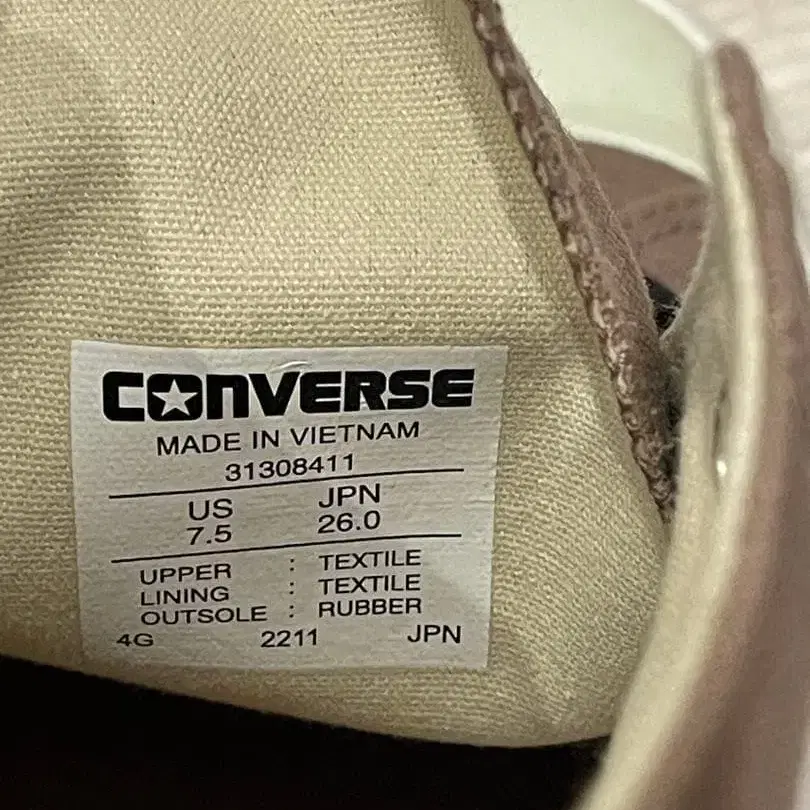 CONVERSE
MADE IN VIETNAM
31308411
US JPN
7.5 26.0
UPPER : TEXTILE
LINING : TEXTILE
OUTSOLE : RUBBER
4G 2211 JPN